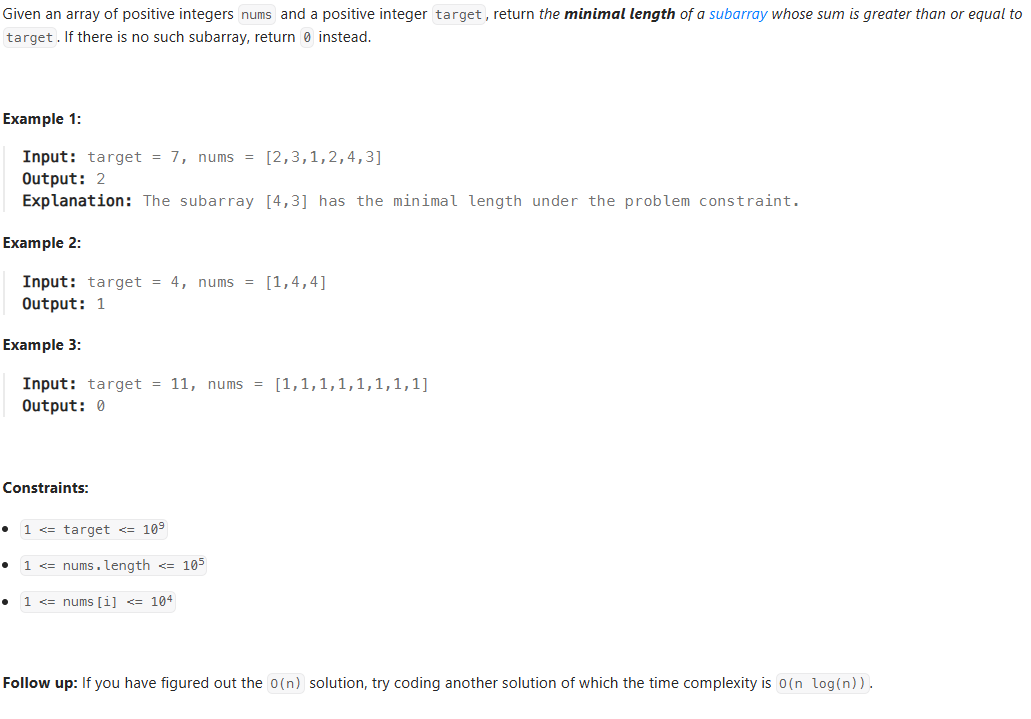 Given an array of positive integers nums and a positive integer target, return the minimal length of a subarray whose sum is greater than or equal to
target. If there is no such subarray, return 0 instead.
Example 1:
Input: target = 7, nums = [2,3,1,2,4,3]
Output: 2
Explanation: The subarray [4,3] has the minimal length under the problem constraint.
Example 2:
Input: target = 4, nums = [1,4,4]
Output: 1
Example 3:
Input: target = 11, nums = [1,1,1,1,1,1,1,1]
Output: 0
Constraints:
• 1 <= target <= 10⁹
• 1 <= nums.length <= 10⁵
• 1 <= nums[i] <= 10⁴
Follow up: If you have figured out the O(n) solution, try coding another solution of which the time complexity is O(n log(n)).